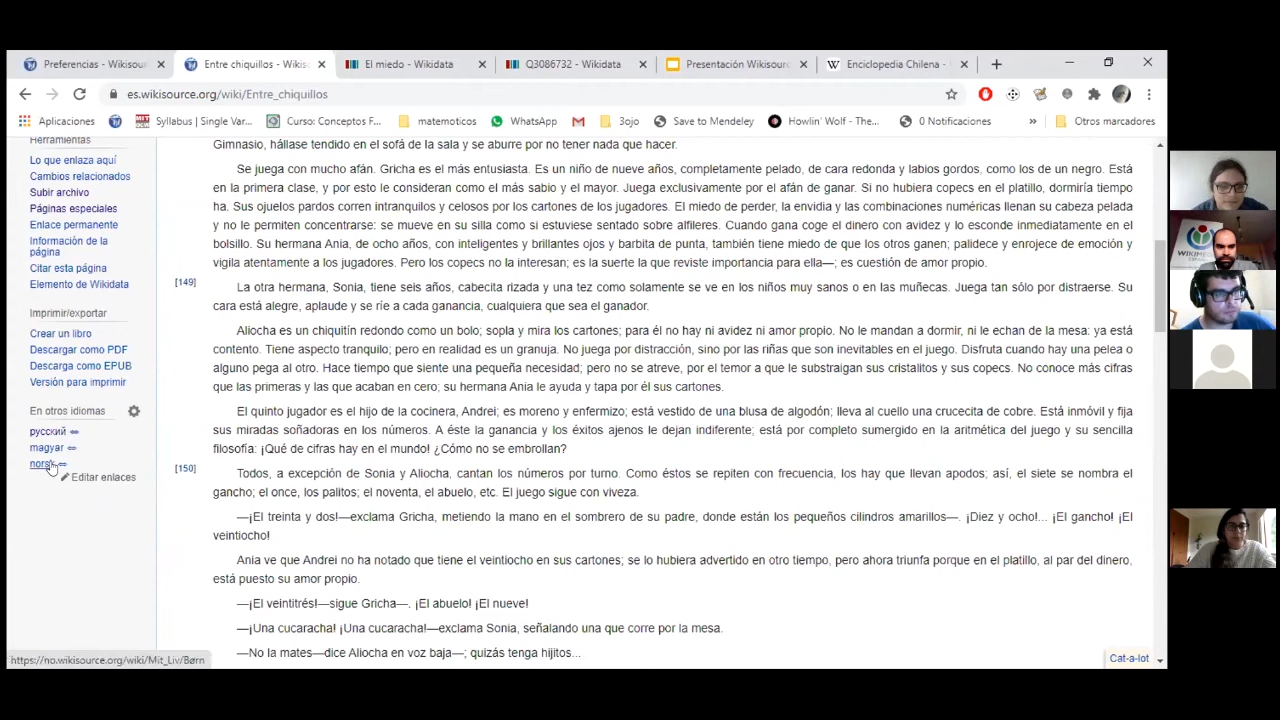 Preferencias - Wikisou
Entre chiquillos - Wikis
El miedo - Wikidata
Q3086732 - Wikidata
Presentación Wikisourc
Enciclopedia Chilena -
es.wikisource.org/wiki/Entre_chiquillos
Aplicaciones
Syllabus | Single Var...
Curso: Conceptos F...
matemoticos
WhatsApp
3ojo
Save to Mendeley
Howlin' Wolf - The...
0 Notificaciones
»
Otros marcadores
Herramientas
Lo que enlaza aquí
Cambios relacionados
Subir archivo
Páginas especiales
Enlace permanente
Información de la
página
Citar esta página
Elemento de Wikidata
Imprimir/exportar
Crear un libro
Descargar como PDF
Descarga como EPUB
Versión para imprimir
En otros idiomas
русский
magyar
norsk
Editar enlaces
https://no.wikisource.org/wiki/Mit_Liv/Børn
Gimnasio, hállase tendido en el sofá de la sala y se aburre por no tener nada que hacer.
Se juega con mucho afán. Gricha es el más entusiasta. Es un niño de nueve años, completamente pelado, de cara redonda y labios gordos, como los de un negro. Está
en la primera clase, y por esto le consideran como el más sabio y el mayor. Juega exclusivamente por el afán de ganar. Si no hubiera copecs en el platillo, dormiría tiempo
ha. Sus ojuelos pardos corren intranquilos y celosos por los cartones de los jugadores. El miedo de perder, la envidia y las combinaciones numéricas llenan su cabeza pelada
y no le permiten concentrarse: se mueve en su silla como si estuviese sentado sobre alfileres. Cuando gana coge el dinero con avidez y lo esconde inmediatamente en el
bolsillo. Su hermana Ania, de ocho años, con inteligentes y brillantes ojos y barbita de punta, también tiene miedo de que los otros ganen; palidece y enrojece de emoción y
vigila atentamente a los jugadores. Pero los copecs no la interesan; es la suerte la que reviste importancia para ella—; es cuestión de amor propio.
[149]
La otra hermana, Sonia, tiene seis años, cabecita rizada y una tez como solamente se ve en los niños muy sanos o en las muñecas. Juega tan sólo por distraerse. Su
cara está alegre, aplaude y se ríe a cada ganancia, cualquiera que sea el ganador.
Aliocha es un chiquitín redondo como un bolo; sopla y mira los cartones; para él no hay ni avidez ni amor propio. No le mandan a dormir, ni le echan de la mesa: ya está
contento. Tiene aspecto tranquilo; pero en realidad es un granuja. No juega por distracción, sino por las riñas que son inevitables en el juego. Disfruta cuando hay una pelea o
alguno pega al otro. Hace tiempo que siente una pequeña necesidad; pero no se atreve, por el temor a que le substraigan sus cristalitos y sus copecs. No conoce más cifras
que las primeras y las que acaban en cero; su hermana Ania le ayuda y tapa por él sus cartones.
El quinto jugador es el hijo de la cocinera, Andrei; es moreno y enfermizo; está vestido de una blusa de algodón; lleva al cuello una crucecita de cobre. Está inmóvil y fija
sus miradas soñadoras en los números. A éste la ganancia y los éxitos ajenos le dejan indiferente; está por completo sumergido en la aritmética del juego y su sencilla
filosofía: ¡Qué de cifras hay en el mundo! ¿Cómo no se embrollan?
[150]
Todos, a excepción de Sonia y Aliocha, cantan los números por turno. Como éstos se repiten con frecuencia, los hay que llevan apodos; así, el siete se nombra el
gancho; el once, los palitos; el noventa, el abuelo, etc. El juego sigue con viveza.
—¡El treinta y dos!—exclama Gricha, metiendo la mano en el sombrero de su padre, donde están los pequeños cilindros amarillos—. ¡Diez y ocho!... ¡El gancho! ¡El
veintiocho!
Ania ve que Andrei no ha notado que tiene el veintiocho en sus cartones; se lo hubiera advertido en otro tiempo, pero ahora triunfa porque en el platillo, al par del dinero,
está puesto su amor propio.
—¡El veintitrés!—sigue Gricha—. ¡El abuelo! ¡El nueve!
—¡Una cucaracha! ¡Una cucaracha!—exclama Sonia, señalando una que corre por la mesa.
—No la mates—dice Aliocha en voz baja—; quizás tenga hijitos...
Cat-a-lot
WIKIMEDIA